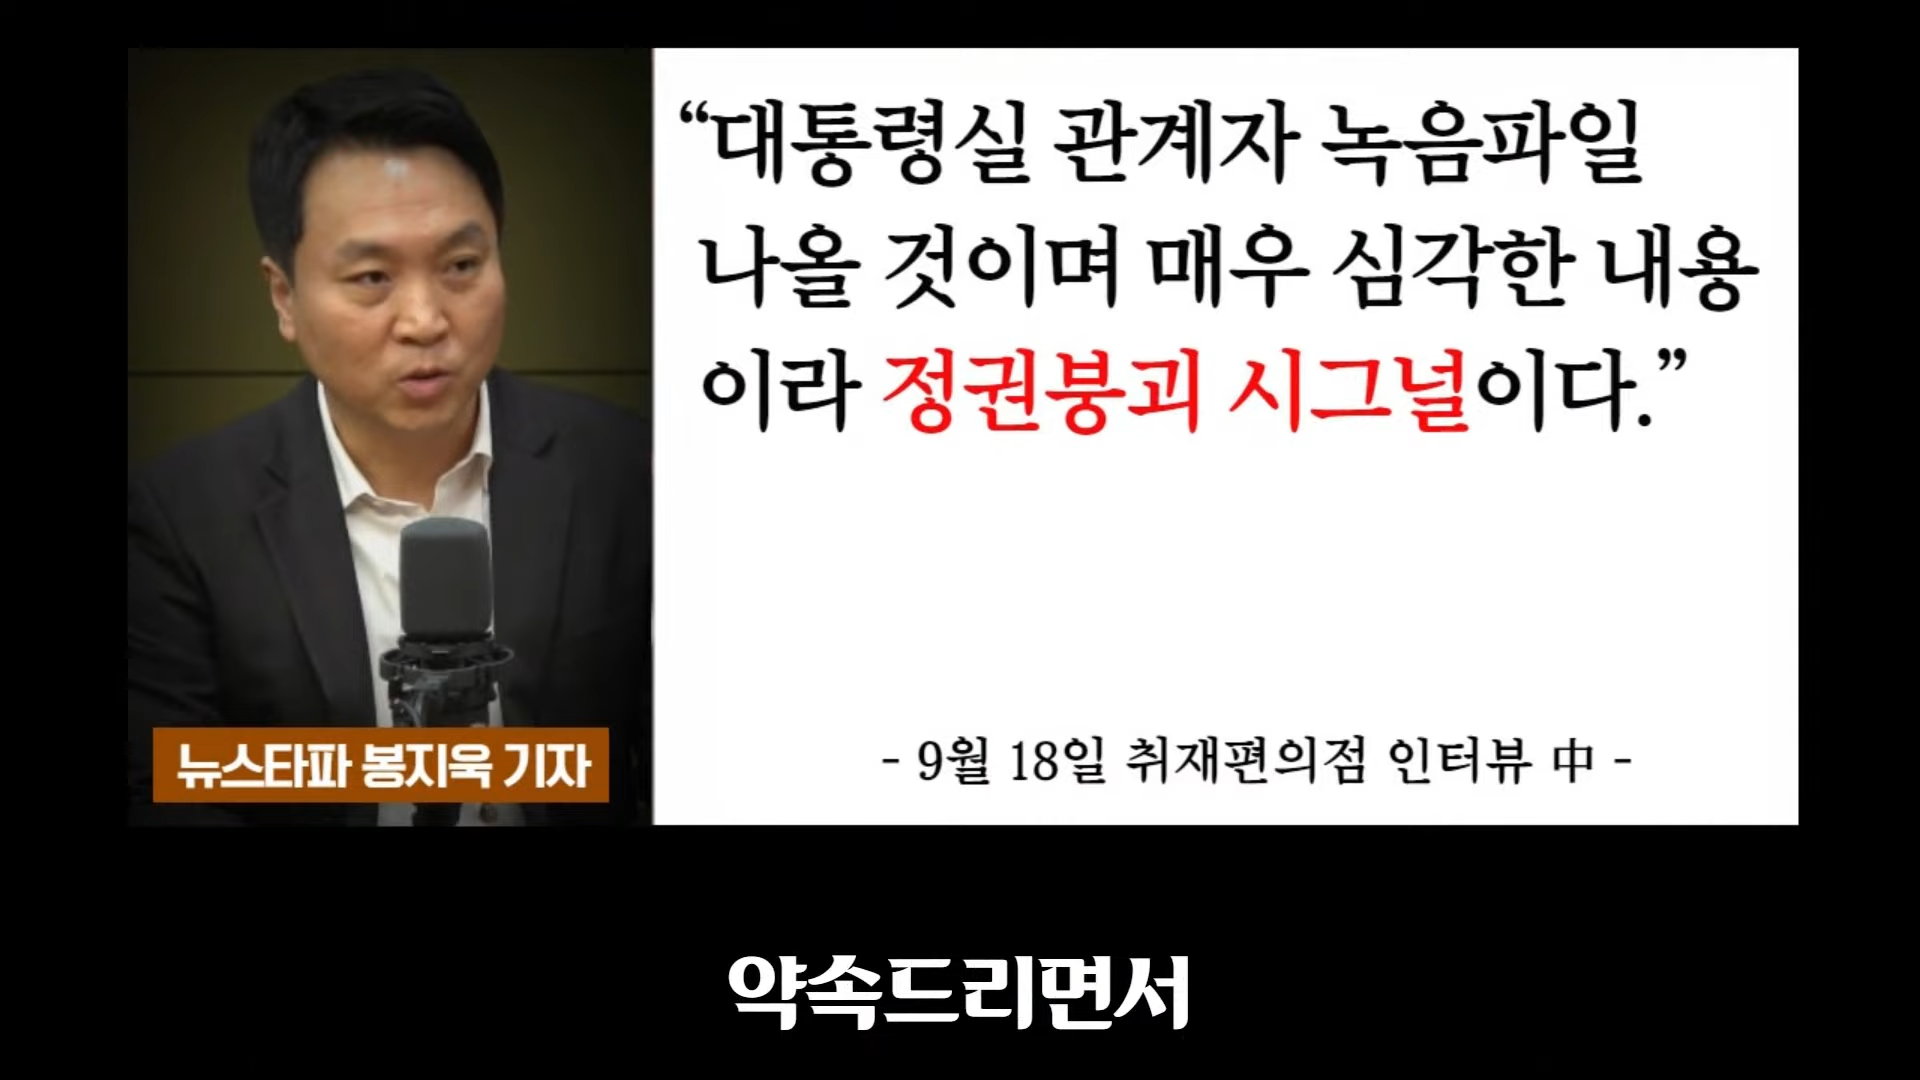 “대통령실 관계자 녹음파일
나올 것이며 매우 심각한 내용
이라 정권붕괴 시그널이다.”
- 9월 18일 취재편의점 인터뷰 中 -
뉴스타파 봉지욱 기자
약속드리면서